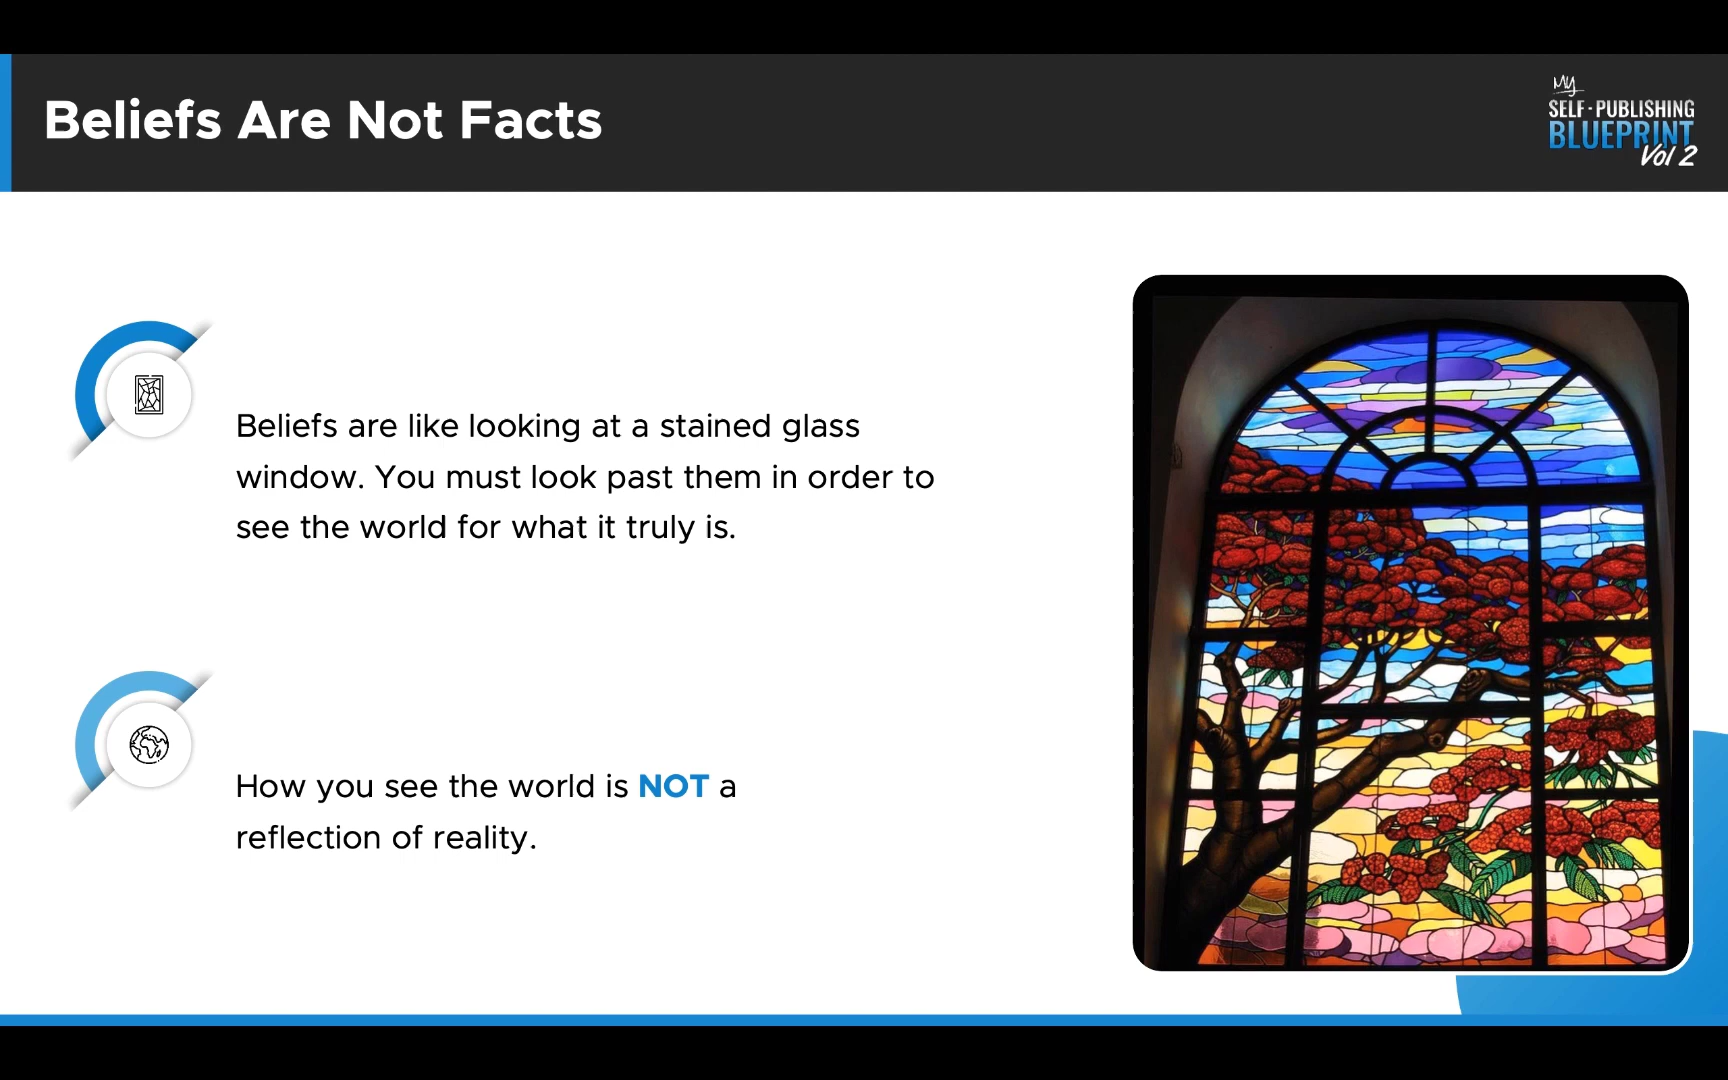 Beliefs Are Not Facts
My
SELF-PUBLISHING
BLUEPRINT
Vol 2
Beliefs are like looking at a stained glass
window. You must look past them in order to
see the world for what it truly is.
How you see the world is NOT a
reflection of reality.